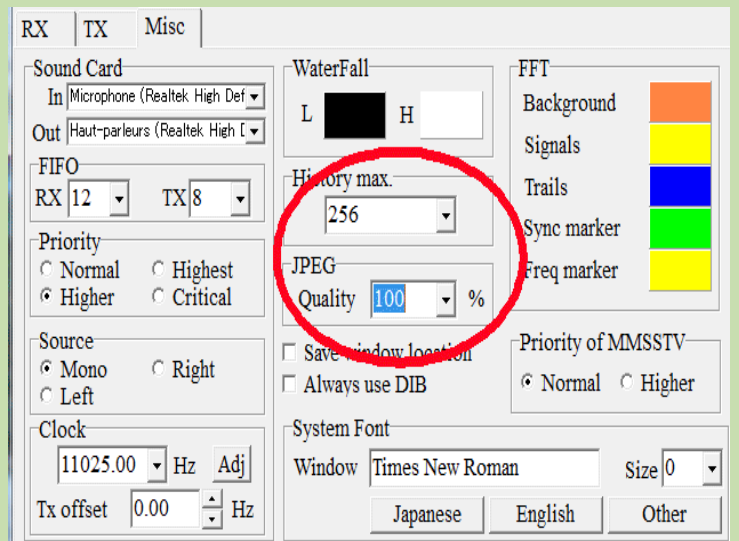 RX TX Misc
Sound Card
In Microphone (Realtek High Def
Out Haut-parleurs (Realtek High D
FIFO
RX 12 TX 8
Priority
Normal Highest
Higher Critical
Source
Mono Right
Left
Clock
11025.00 Hz Adj
Tx offset 0.00 Hz
WaterFall
L H
History max.
256
JPEG
Quality 100 %
Save window location
Always use DIB
FFT
Background
Signals
Trails
Sync marker
Freq marker
Priority of MMSSTV
Normal Higher
System Font
Window Times New Roman Size 0
Japanese English Other